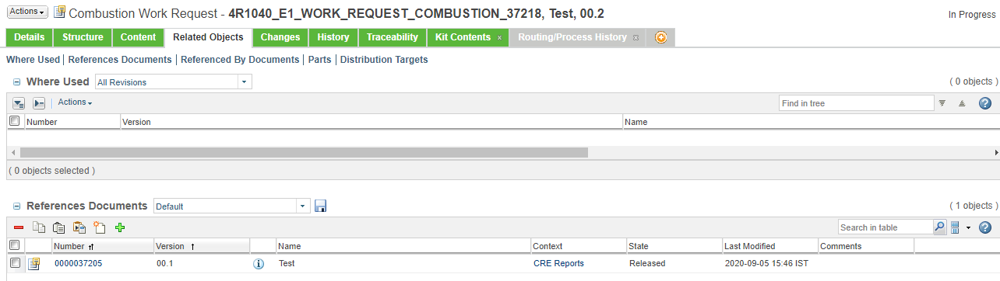 Actions Combustion Work Request - 4R1040_E1_WORK_REQUEST_COMBUSTION_37218, Test, 00.2 In Progress
Details Structure Content Related Objects Changes History Traceability Kit Contents × Routing/Process History ×
Where Used | References Documents | Referenced By Documents | Parts | Distribution Targets
Where Used All Revisions ( 0 objects )
Actions Find in tree
Number Version Name
( 0 objects selected )
References Documents Default ( 1 objects )
Search in table
Number Version Name Context State Last Modified Comments
0000037205 00.1 Test CRE Reports Released 2020-09-05 15:46 IST